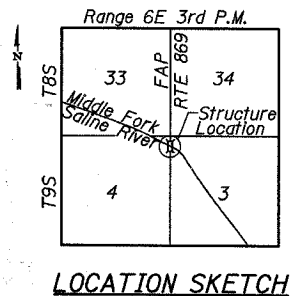 Range 6E 3rd P.M.
N
T8S
33
FAP
RTE 869
34
Middle Fork
Saline River
Structure
Location
T9S
4
3
LOCATION SKETCH